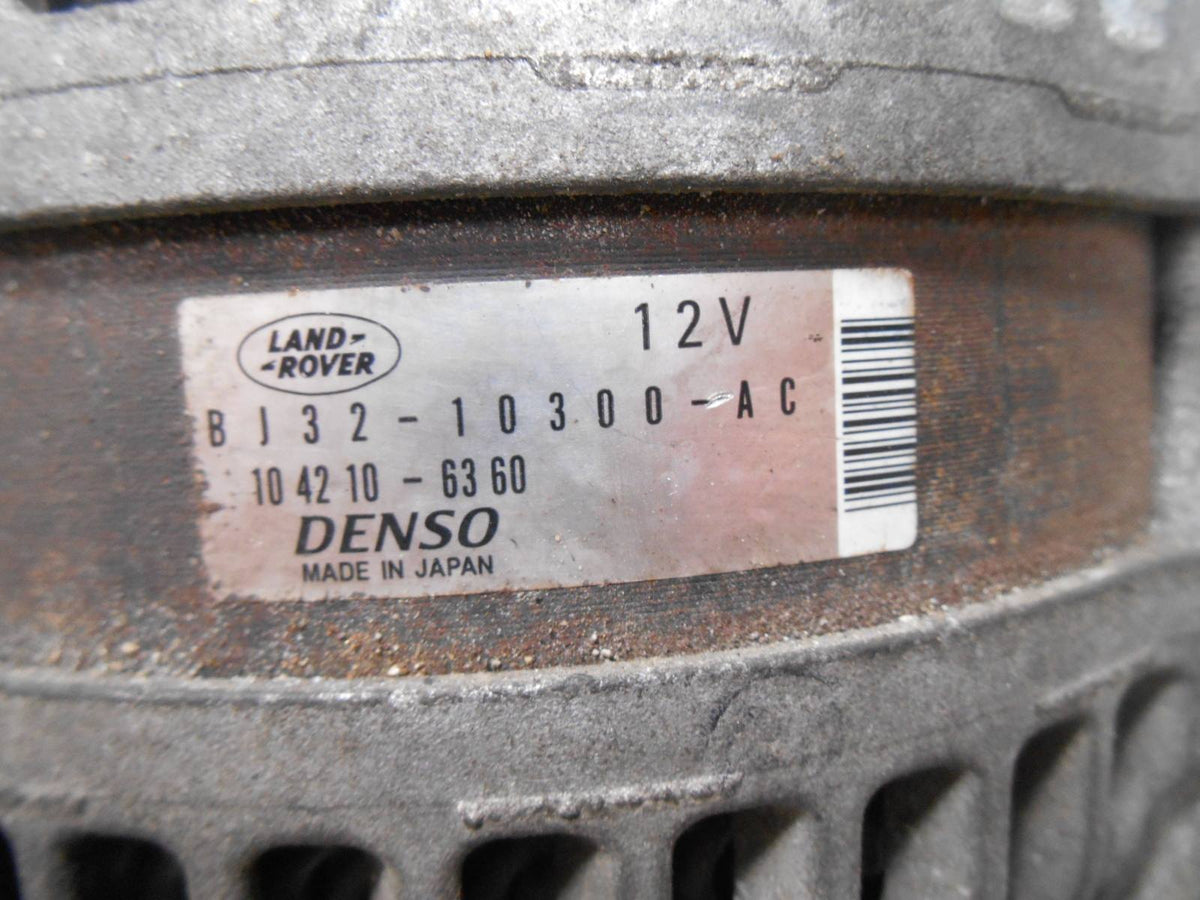 LAND ROVER
12V
BJ32-10300-AC
104210-6360
DENSO
MADE IN JAPAN